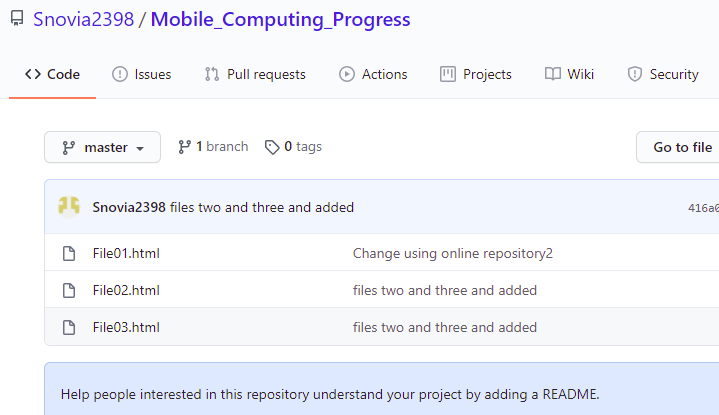 Snovia2398 / Mobile_Computing_Progress
Code Issues Pull requests Actions Projects Wiki Security
master 1 branch 0 tags Go to file
Snovia2398 files two and three and added 416a
File01.html Change using online repository2
File02.html files two and three and added
File03.html files two and three and added
Help people interested in this repository understand your project by adding a README.